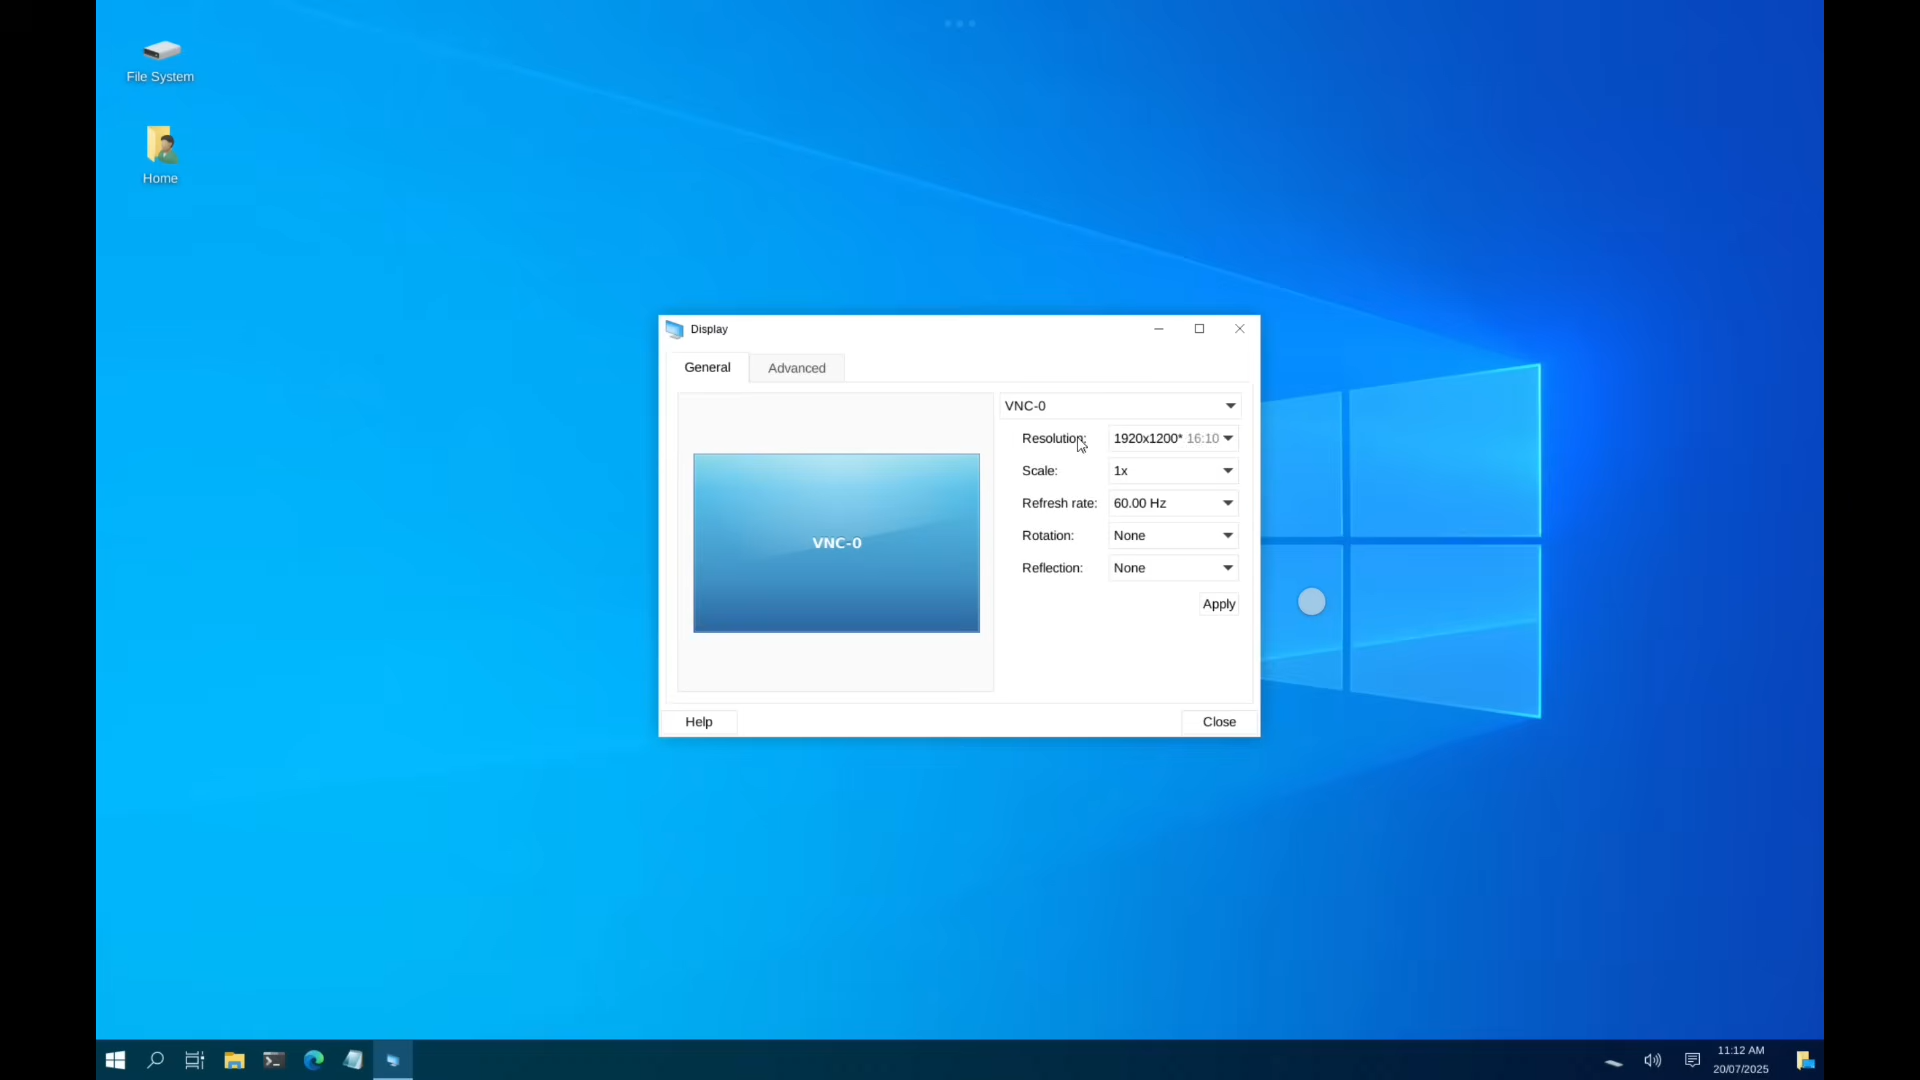 File System
Home
Display
General
Advanced
VNC-0
Resolution: 1920x1200* 16:10
Scale: 1x
Refresh rate: 60.00 Hz
Rotation: None
Reflection: None
Apply
VNC-0
Help
Close
11:12 AM
20/07/2025